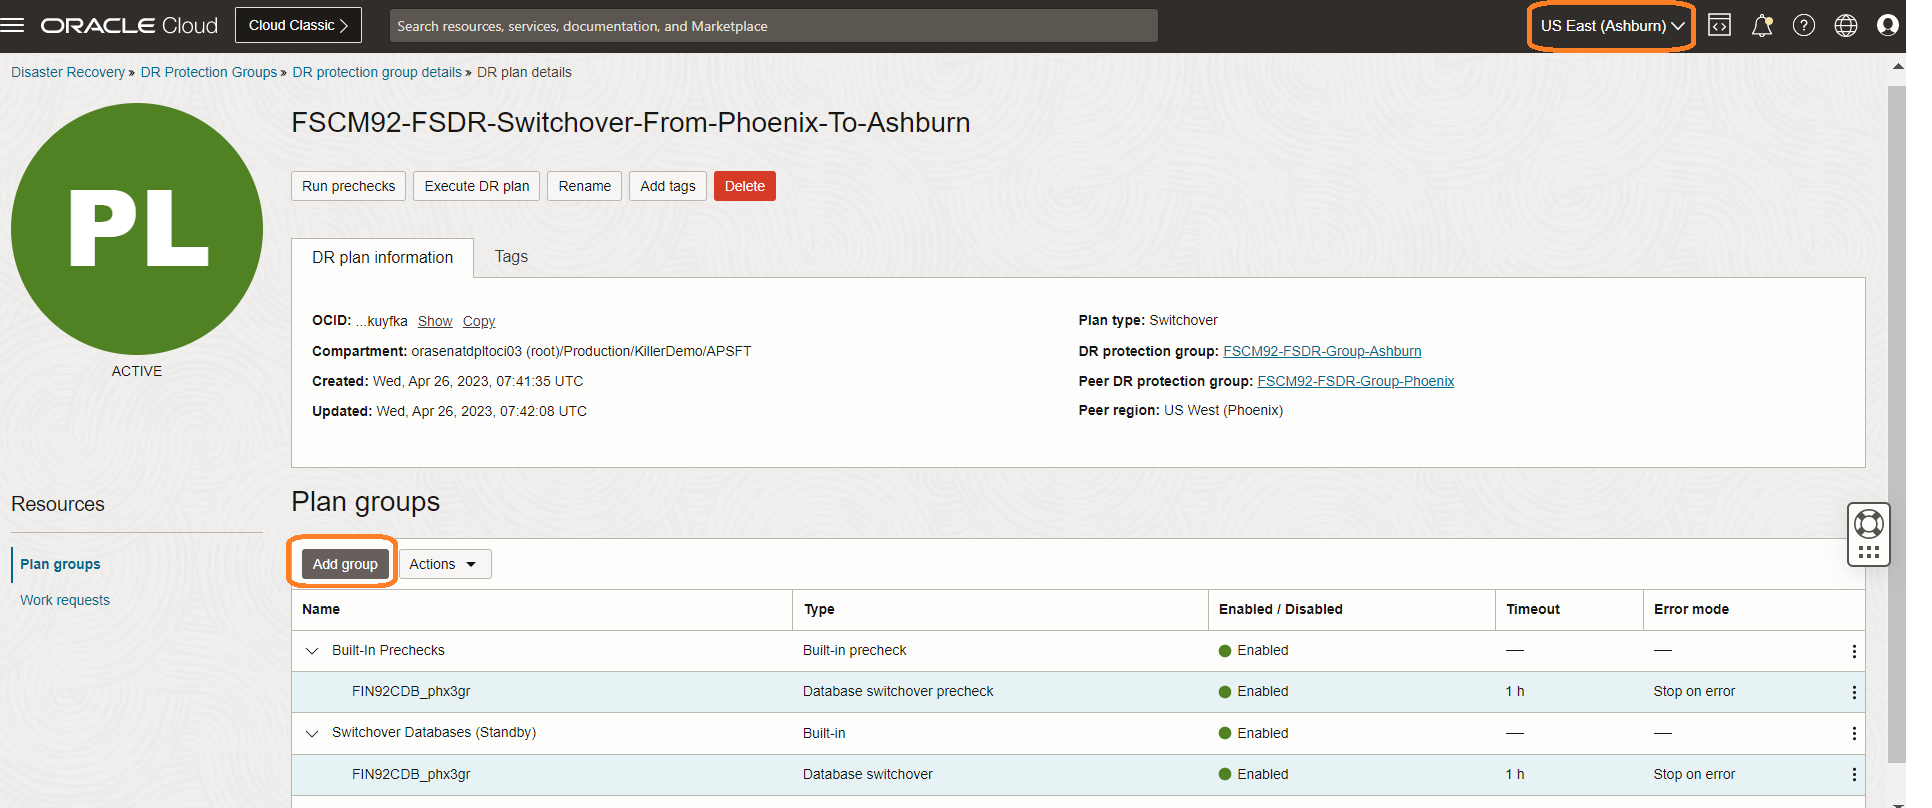 ORACLE Cloud
Cloud Classic
Search resources, services, documentation, and Marketplace
US East (Ashburn)
Disaster Recovery » DR Protection Groups » DR protection group details » DR plan details
PL
ACTIVE
FSCM92-FSDR-Switchover-From-Phoenix-To-Ashburn
Run prechecks
Execute DR plan
Rename
Add tags
Delete
DR plan information
Tags
OCID: ...kuyfka Show Copy
Compartment: orasenatdpltoci03 (root)/Production/KillerDemo/APSFT
Created: Wed, Apr 26, 2023, 07:41:35 UTC
Updated: Wed, Apr 26, 2023, 07:42:08 UTC
Plan type: Switchover
DR protection group: FSCM92-FSDR-Group-Ashburn
Peer DR protection group: FSCM92-FSDR-Group-Phoenix
Peer region: US West (Phoenix)
Resources
Plan groups
Work requests
Plan groups
Add group
Actions
Name Type Enabled / Disabled Timeout Error mode
Built-In Prechecks Built-in precheck Enabled — —
FIN92CDB_phx3gr Database switchover precheck Enabled 1 h Stop on error
Switchover Databases (Standby) Built-in Enabled — —
FIN92CDB_phx3gr Database switchover Enabled 1 h Stop on error